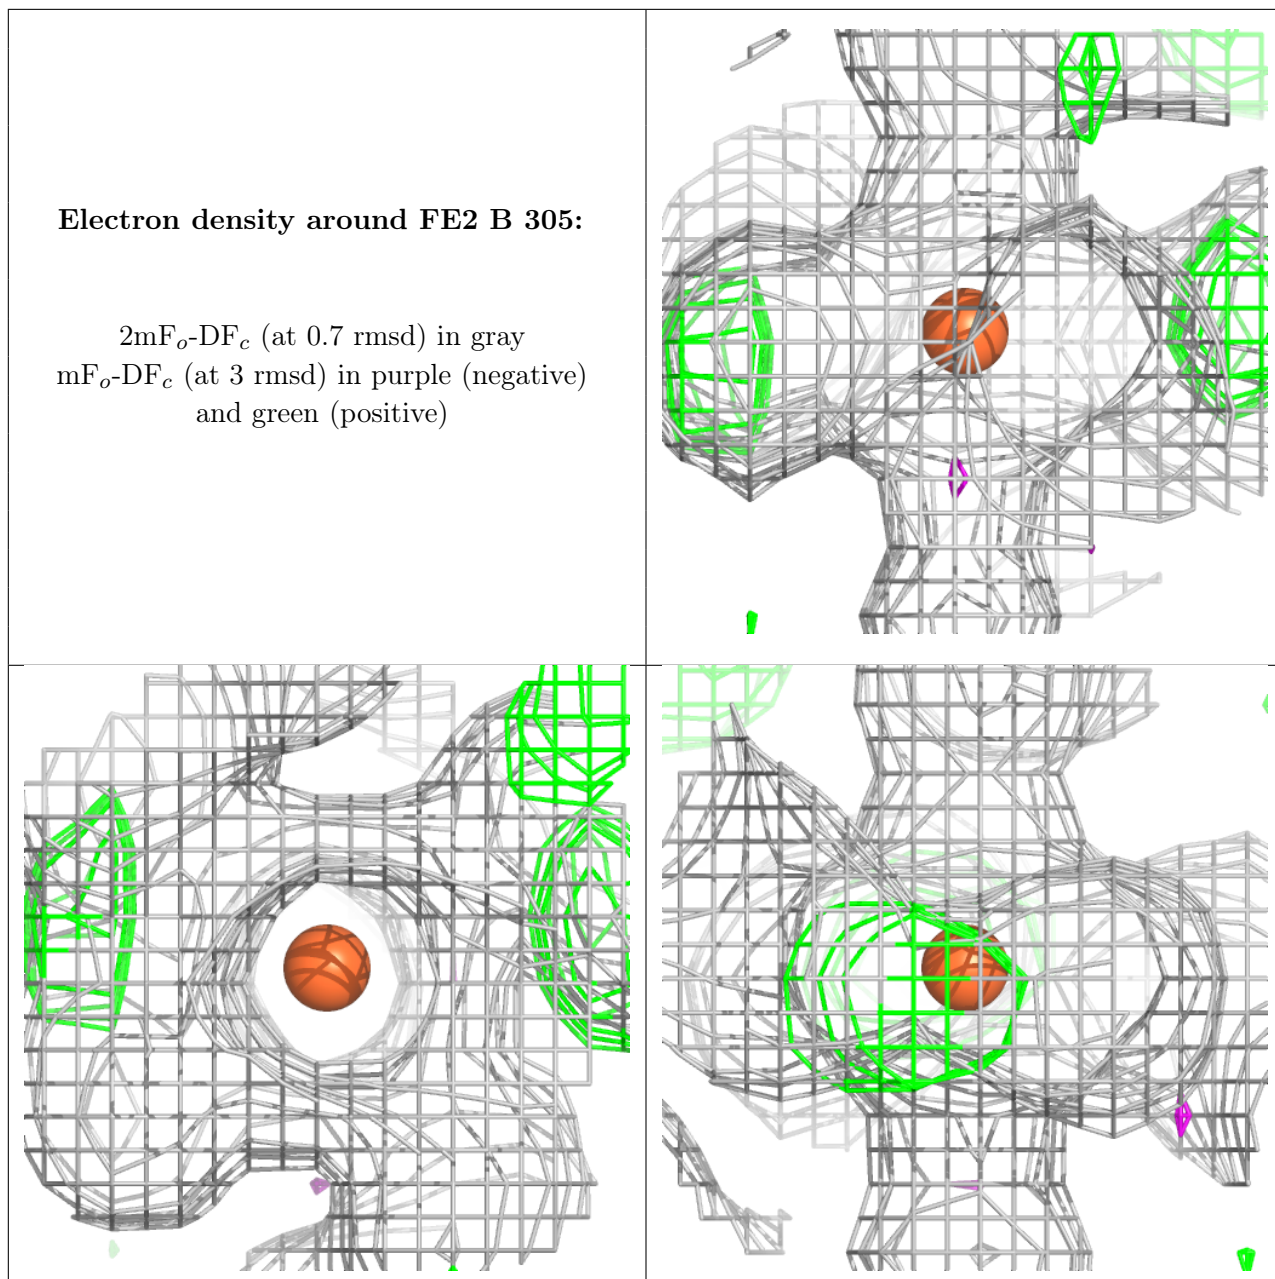 Electron density around FE2 B 305:
2mFo-DFc (at 0.7 rmsd) in gray
mFo-DFc (at 3 rmsd) in purple (negative)
and green (positive)